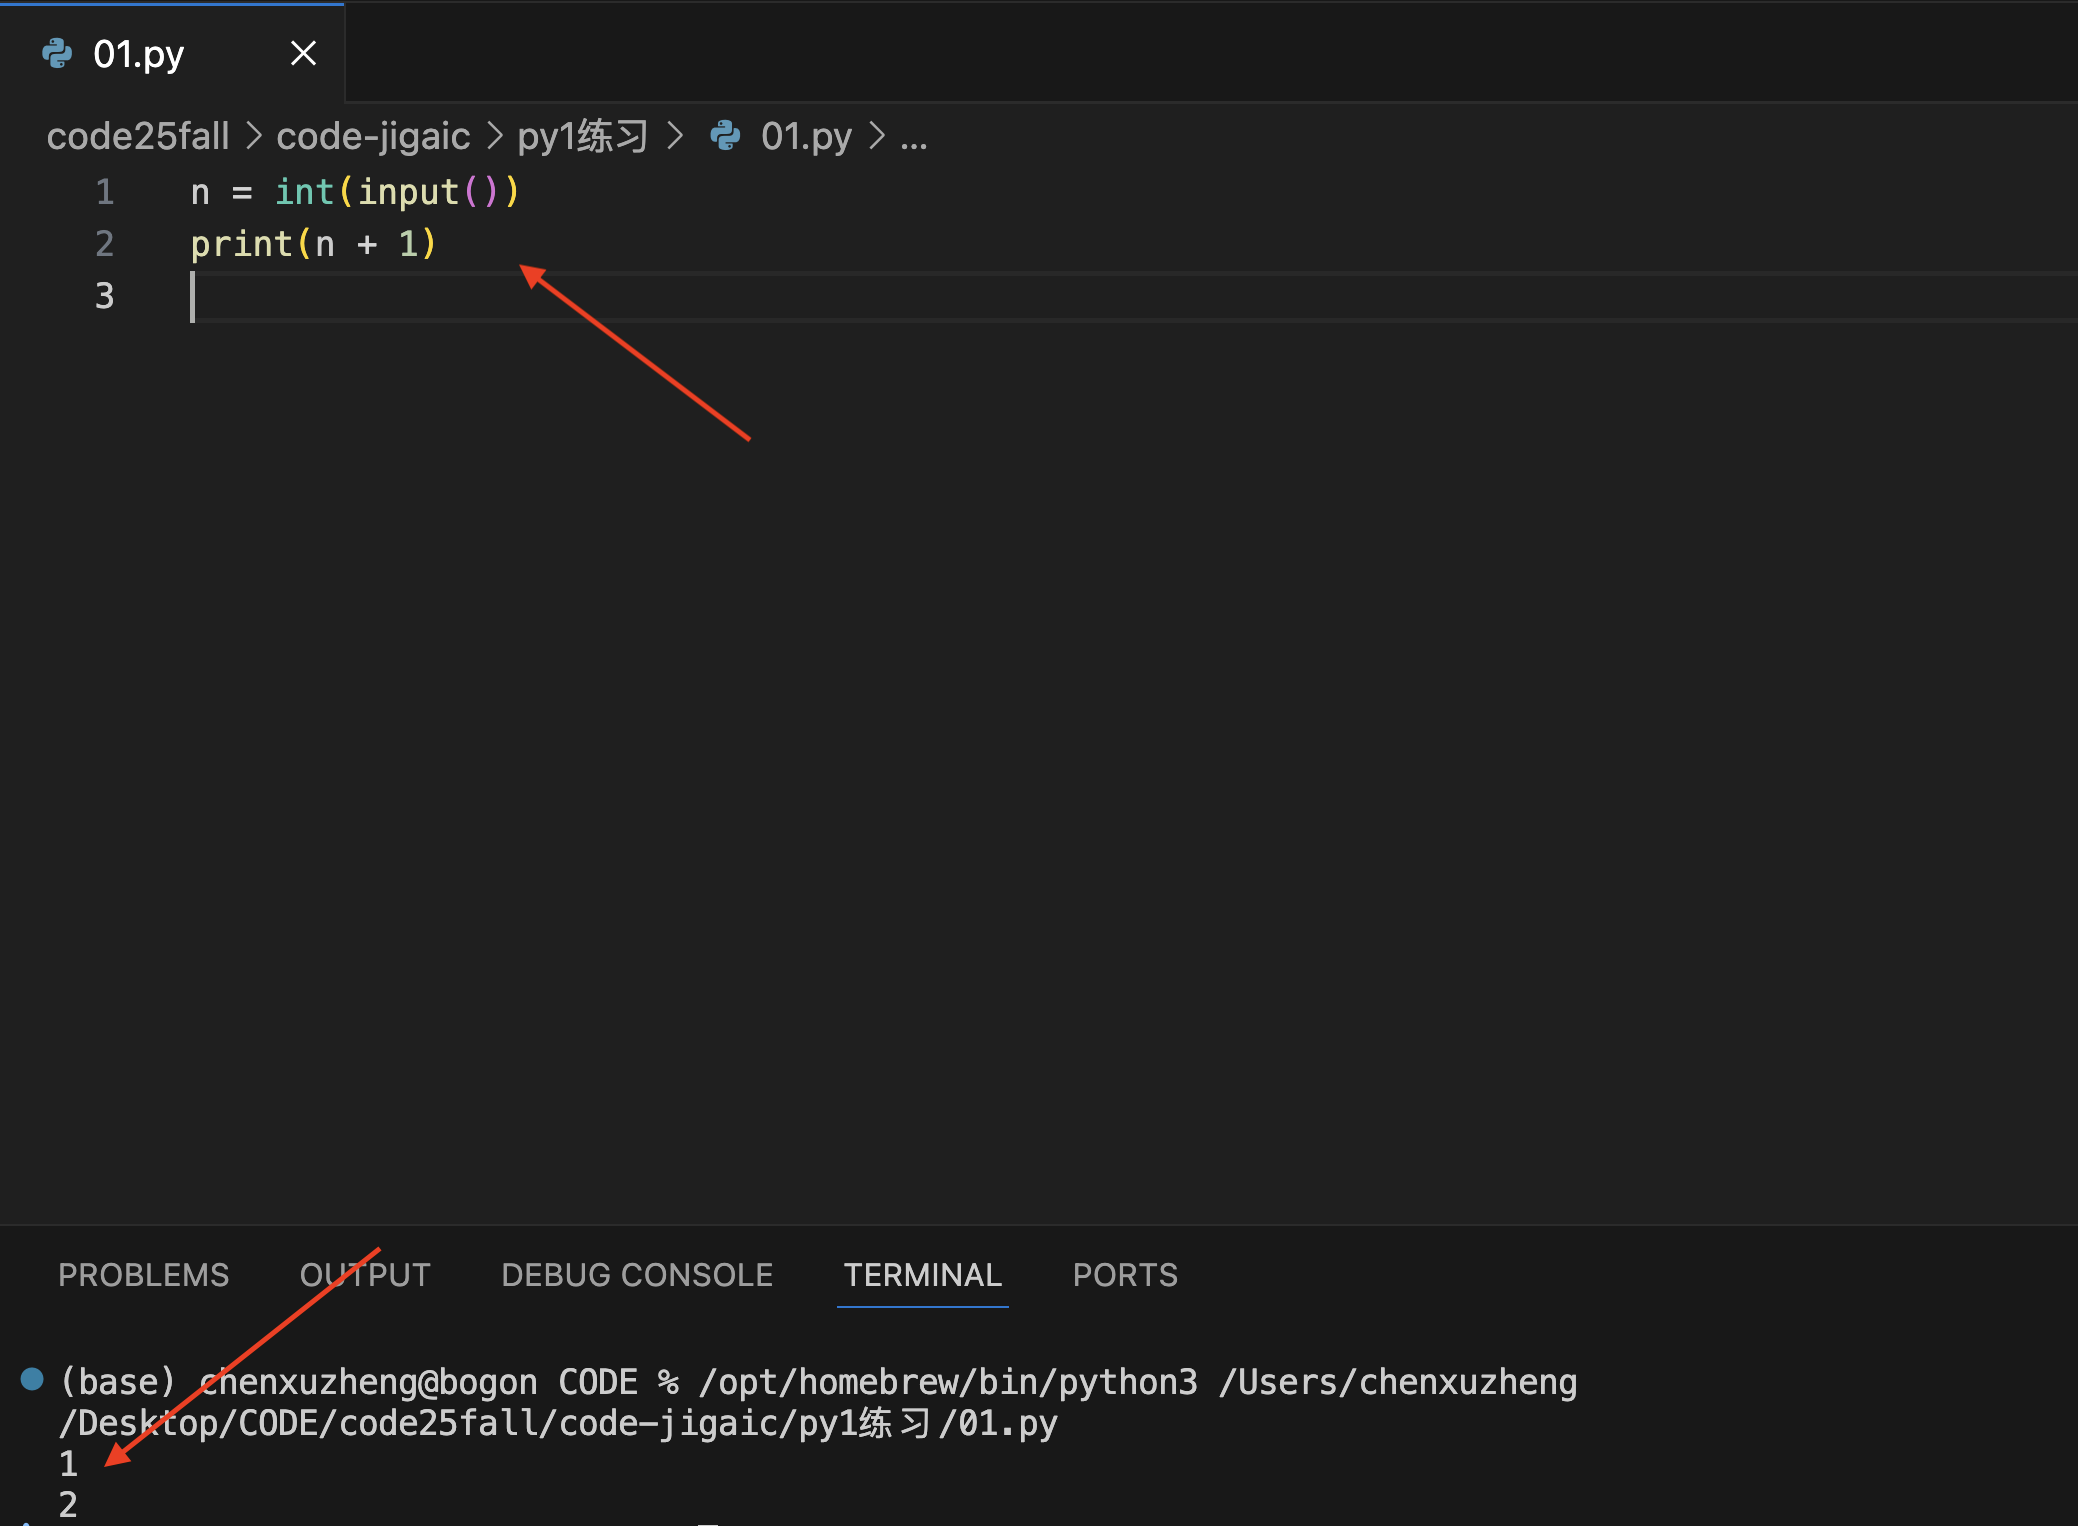 01.py
code25fall > code-jigaic > py1练习 > 01.py > ...
1 n = int(input())
2 print(n + 1)
3
PROBLEMS OUTPUT DEBUG CONSOLE TERMINAL PORTS
(base) chenxuzheng@bogon CODE % /opt/homebrew/bin/python3 /Users/chenxuzheng
/Desktop/CODE/code25fall/code-jigaic/py1练习/01.py
1
2